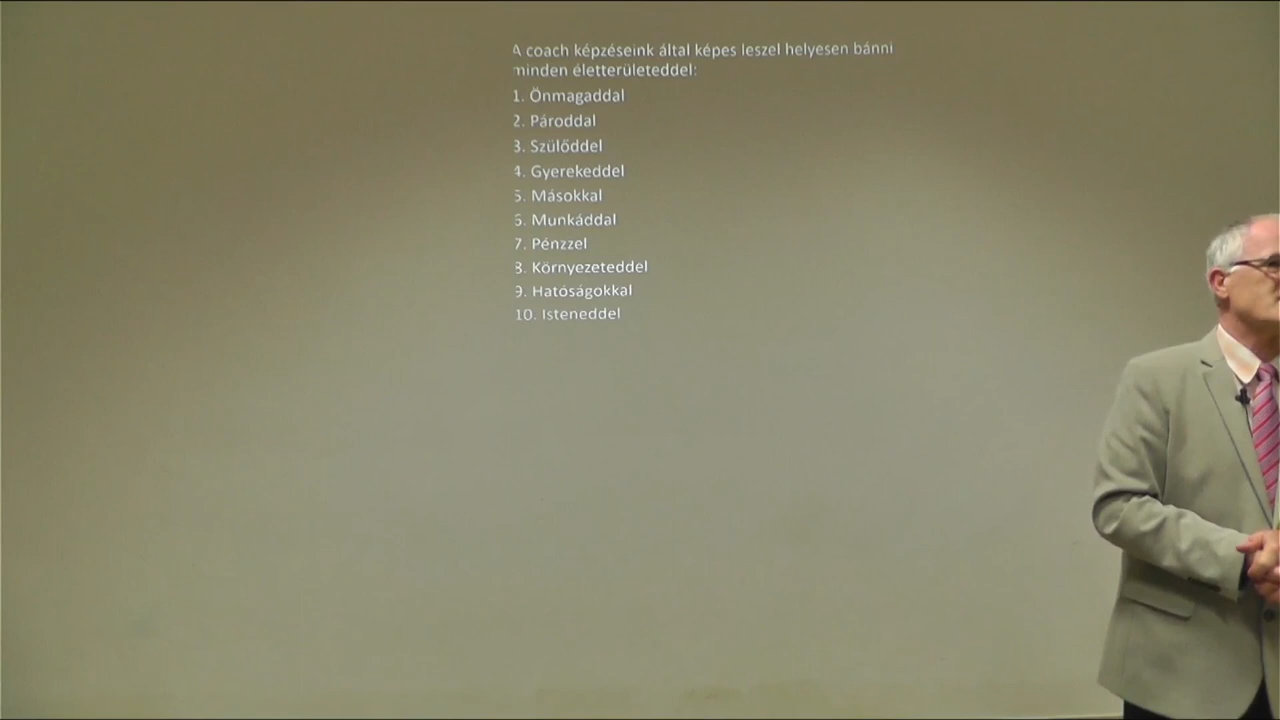 A coach képzéseink által képes leszel helyesen bánni
minden életterületeddel:
1. Önmagaddal
2. Pároddal
3. Szülőddel
4. Gyerekeddel
5. Másokkal
6. Munkáddal
7. Pénzzel
8. Környezeteddel
9. Hatóságokkal
10. Isteneddel